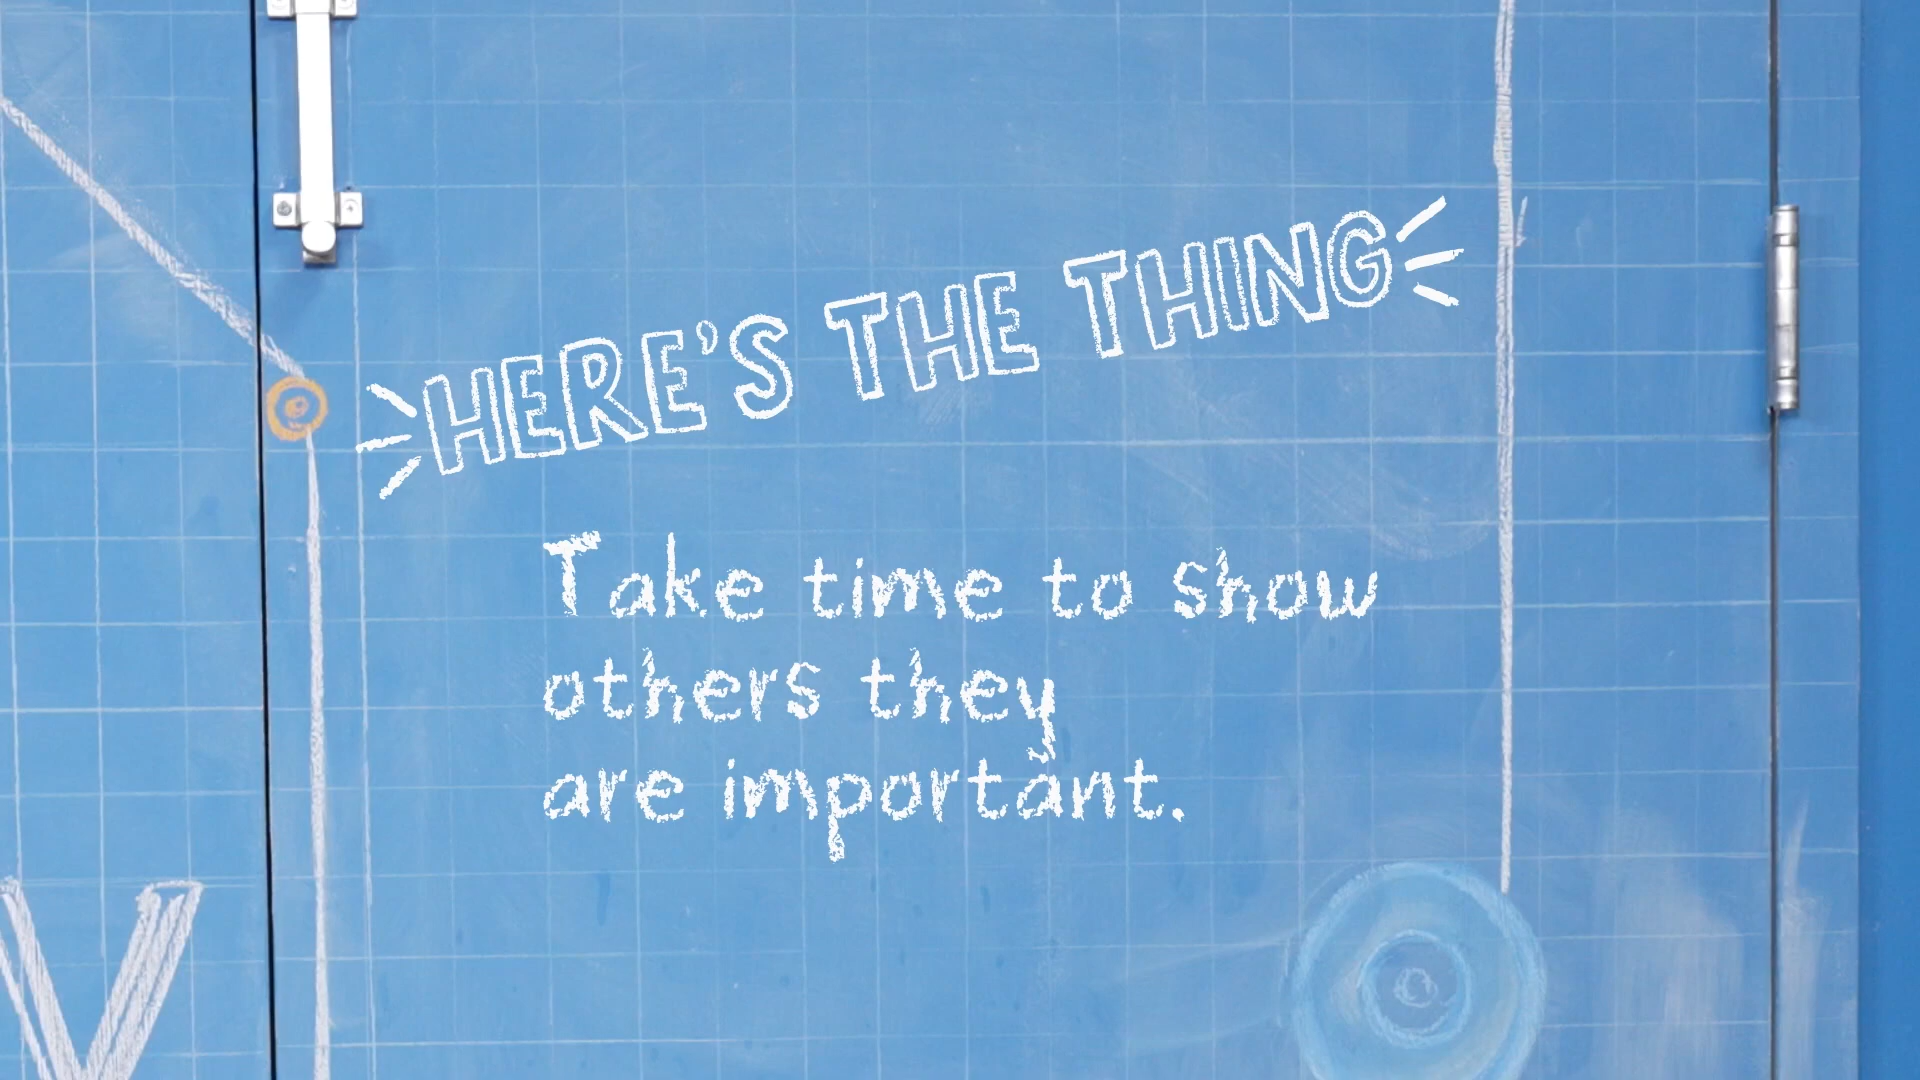 HERE'S THE THING
Take time to show
others they
are important.